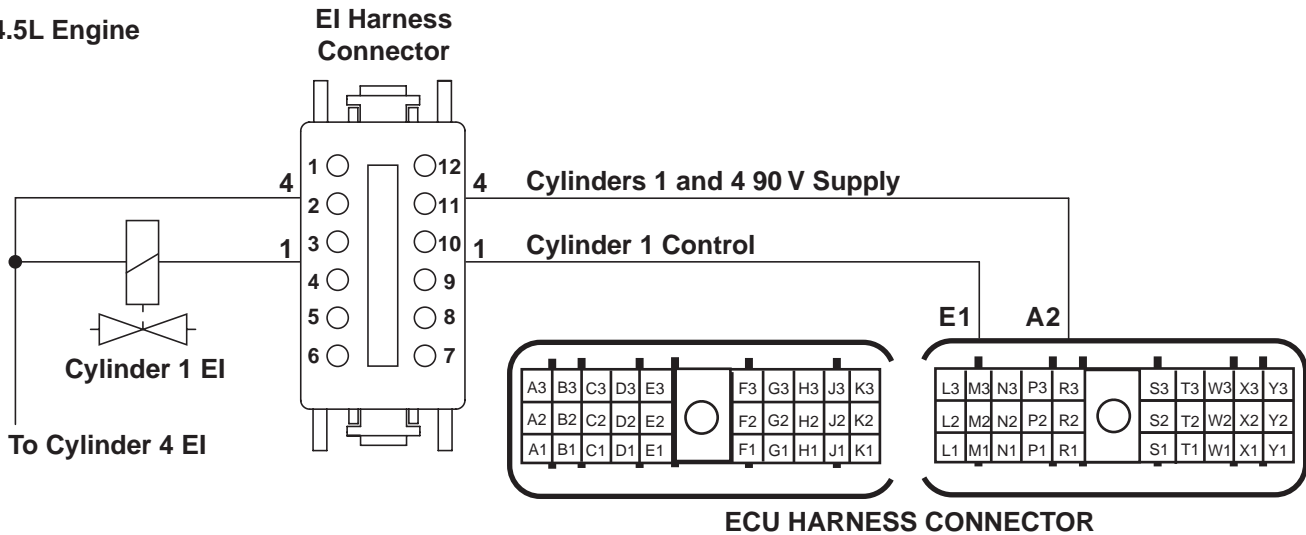 4.5L Engine
EI Harness
Connector
1 12
4 4 Cylinders 1 and 4 90 V Supply
2 11
1 3 10 1 Cylinder 1 Control
4 9
5 8
6 7
Cylinder 1 EI
To Cylinder 4 EI
E1 A2
A3 B3 C3 D3 E3 F3 G3 H3 J3 K3 L3 M3 N3 P3 R3 S3 T3 W3 X3 Y3
A2 B2 C2 D2 E2 F2 G2 H2 J2 K2 L2 M2 N2 P2 R2 S2 T2 W2 X2 Y2
A1 B1 C1 D1 E1 F1 G1 H1 J1 K1 L1 M1 N1 P1 R1 S1 T1 W1 X1 Y1
ECU HARNESS CONNECTOR